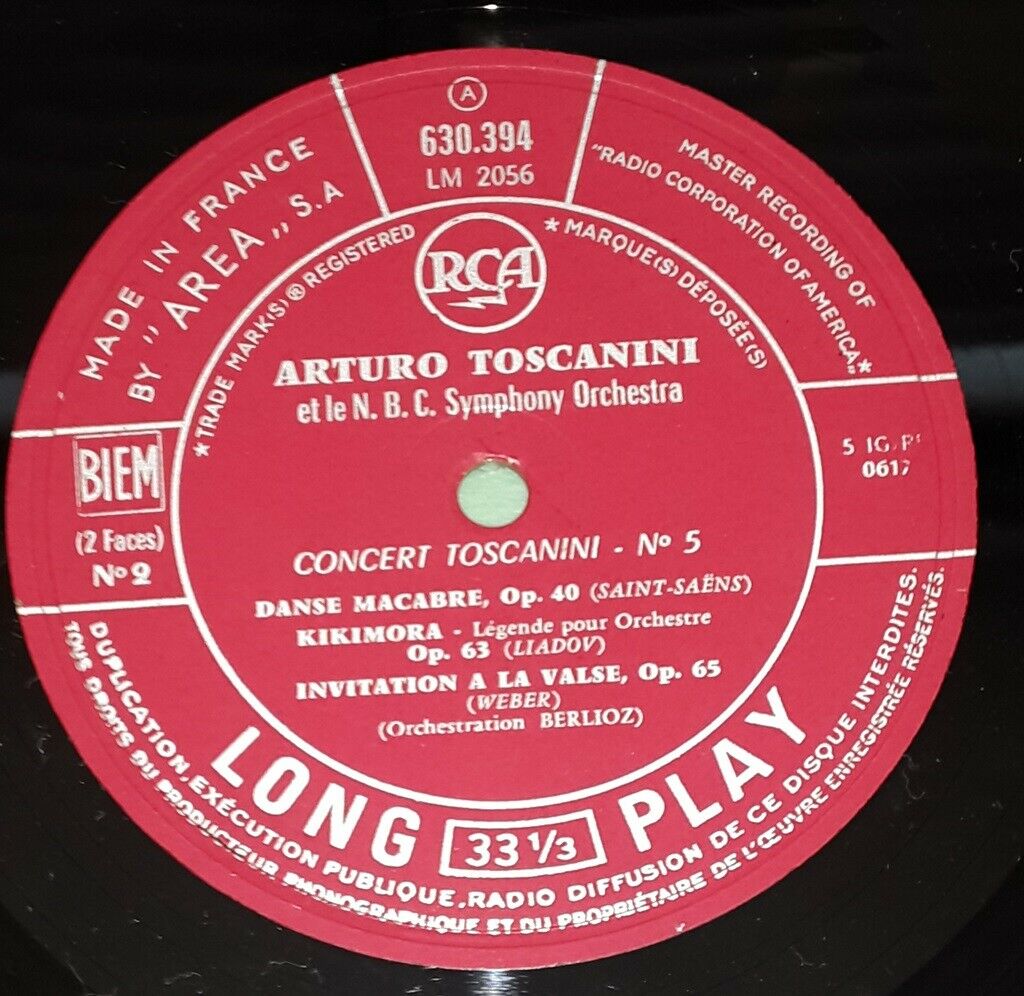 A
630.394
LM 2056
MADE IN FRANCE
BY „ AREA „ S.A
MASTER RECORDING OF
"RADIO CORPORATION OF AMERICA"
*TRADE MARK(S) ® REGISTERED
*MARQUE(S) DÉPOSÉE(S)*
RCA
ARTURO TOSCANINI
et le N. B. C. Symphony Orchestra
BIEM
(2 Faces)
Nº 2
5 IG.
0617
CONCERT TOSCANINI - Nº 5
DANSE MACABRE, Op. 40 (SAINT-SAËNS)
KIKIMORA - Légende pour Orchestre
Op. 63 (LIADOV)
INVITATION A LA VALSE, Op. 65
(WEBER)
(Orchestration BERLIOZ)
LONG 33 1/3 PLAY
DUPLICATION, EXÉCUTION PUBLIQUE, RADIO DIFFUSION DE CE DISQUE INTERDITES.
TOUS DROITS DU PRODUCTEUR PHONOGRAPHIQUE ET DU PROPRIÉTAIRE DE L'ŒUVRE ENREGISTRÉE RÉSERVÉS.